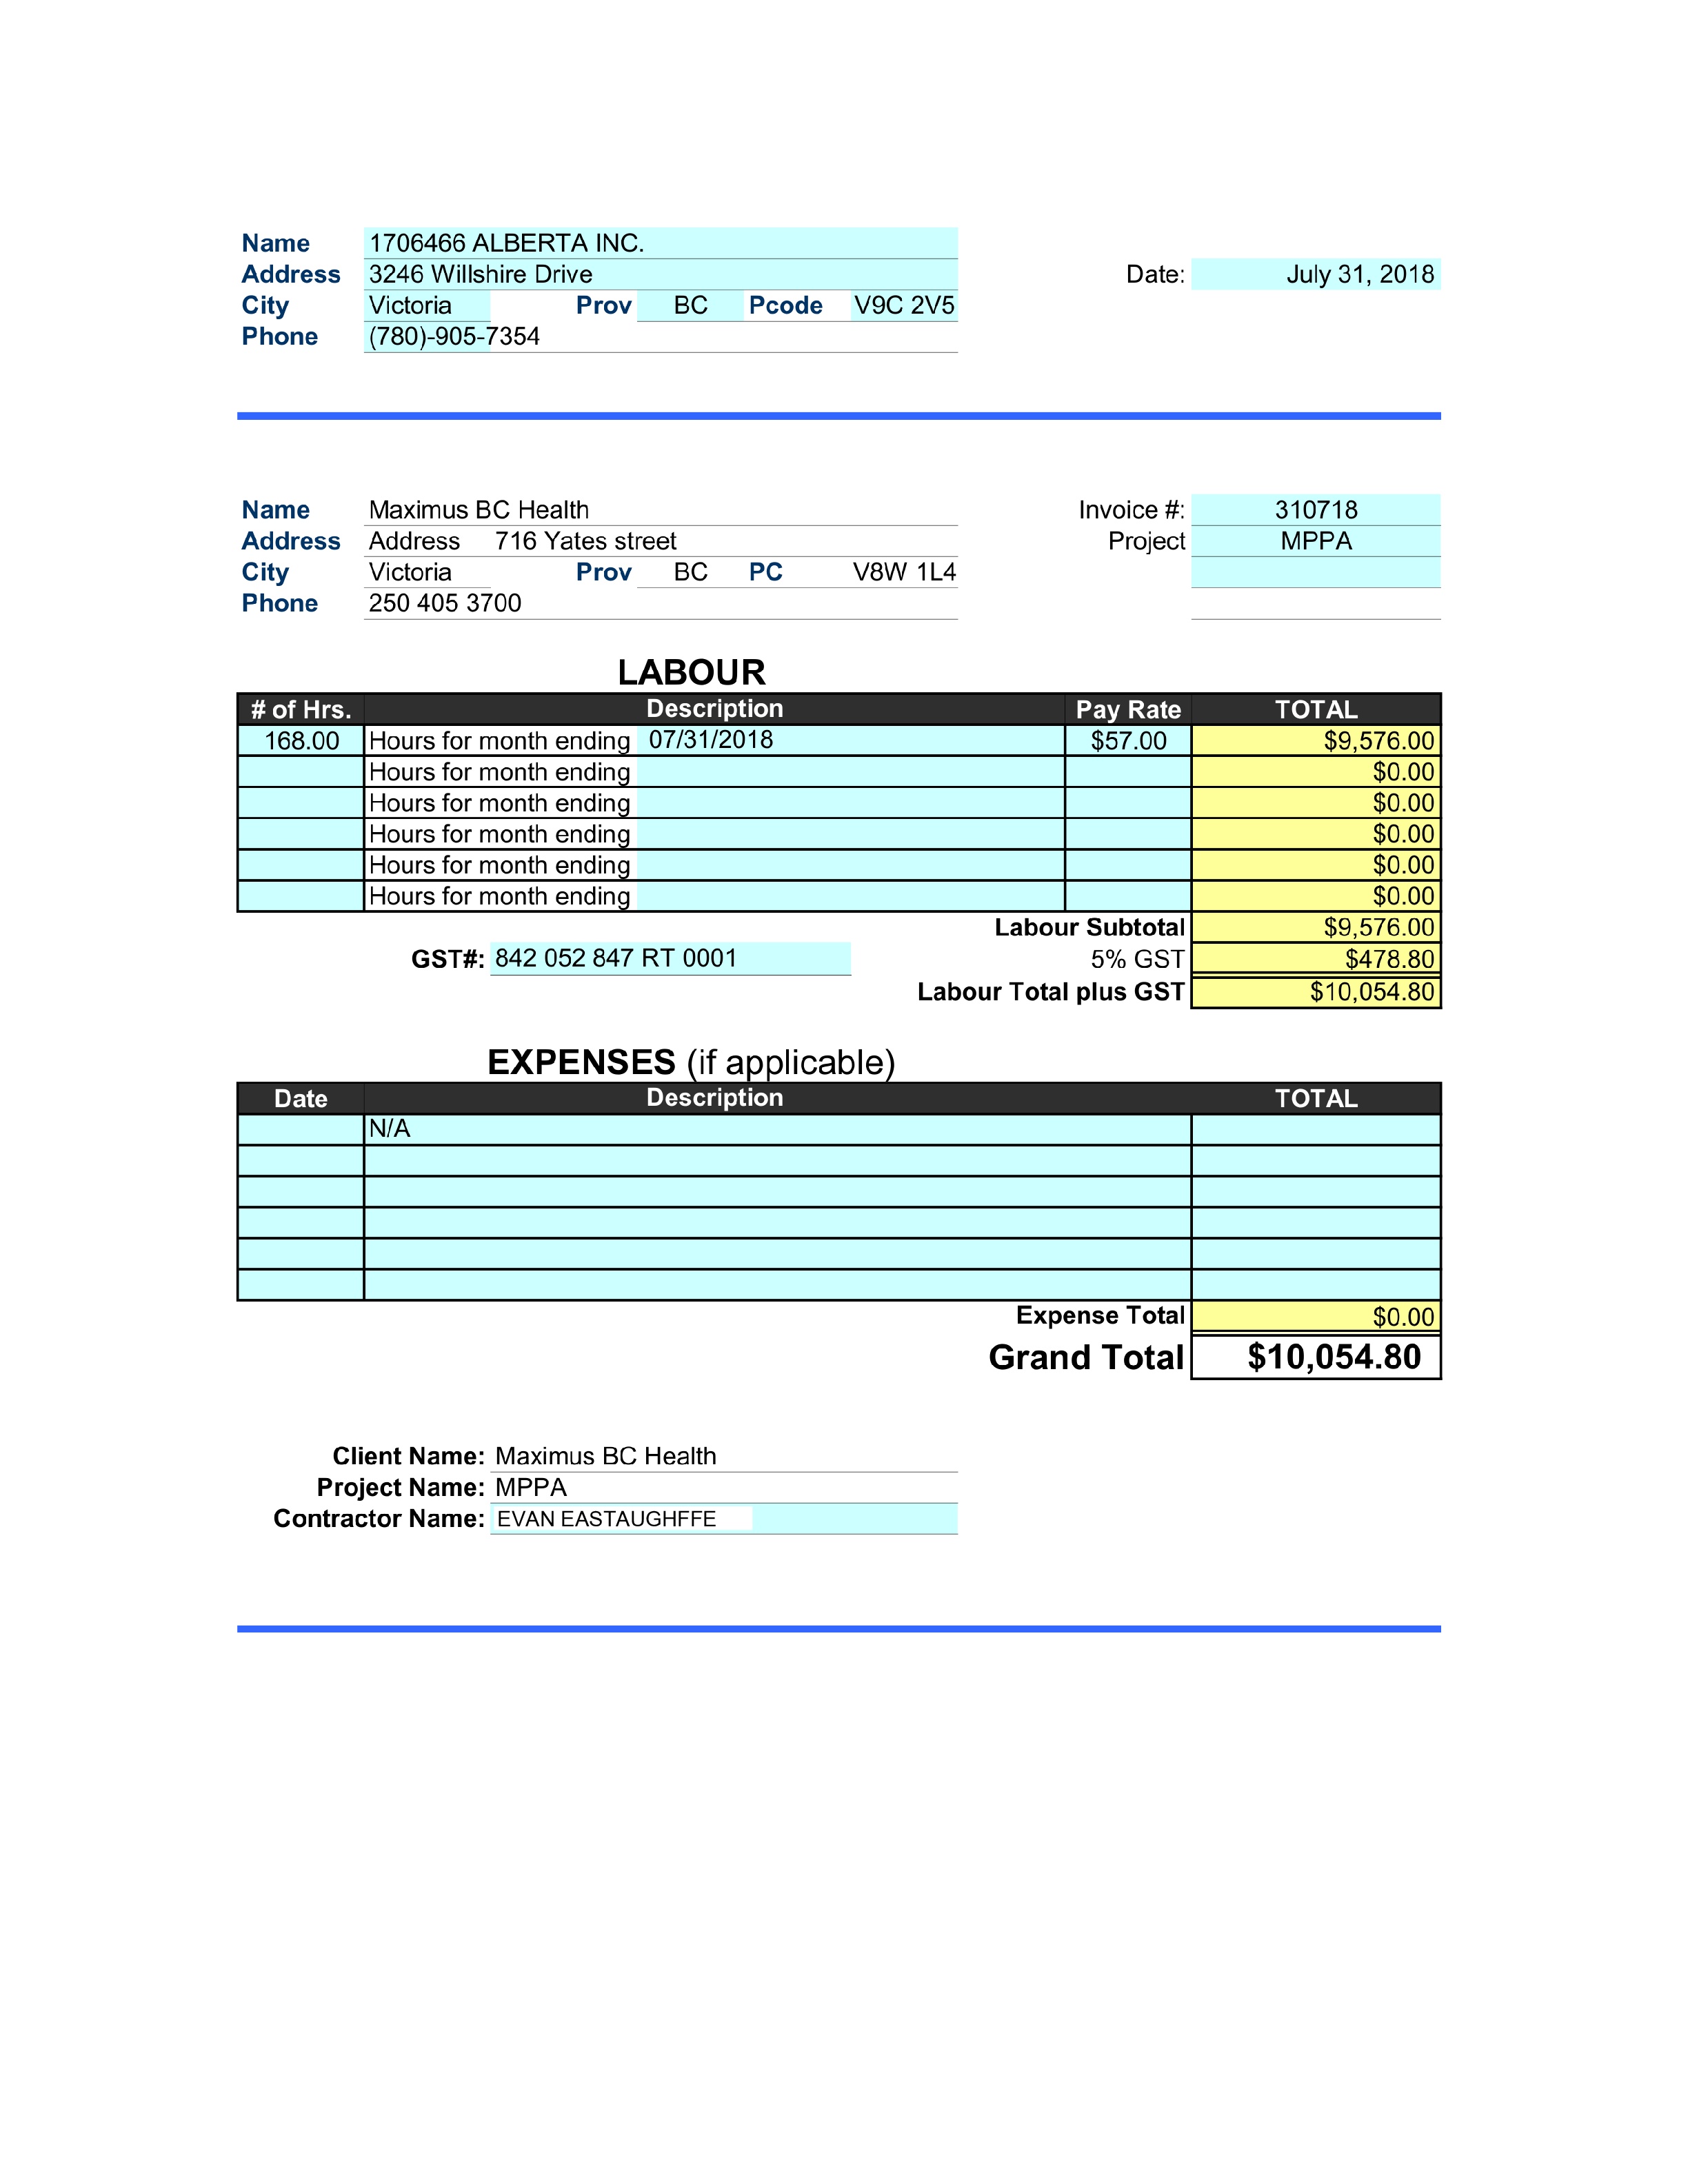 Name 1706466 ALBERTA INC.
Address 3246 Willshire Drive Date: July 31, 2018
City Victoria Prov BC Pcode V9C 2V5
Phone (780)-905-7354
Name Maximus BC Health Invoice #: 310718
Address Address 716 Yates street Project MPPA
City Victoria Prov BC PC V8W 1L4
Phone 250 405 3700
LABOUR
# of Hrs. Description Pay Rate TOTAL
168.00 Hours for month ending 07/31/2018 $57.00 $9,576.00
Hours for month ending $0.00
Hours for month ending $0.00
Hours for month ending $0.00
Hours for month ending $0.00
Hours for month ending $0.00
Labour Subtotal $9,576.00
GST#: 842 052 847 RT 0001 5% GST $478.80
Labour Total plus GST $10,054.80
EXPENSES (if applicable)
Date Description TOTAL
N/A
Expense Total $0.00
Grand Total $10,054.80
Client Name: Maximus BC Health
Project Name: MPPA
Contractor Name: EVAN EASTAUGHFFE